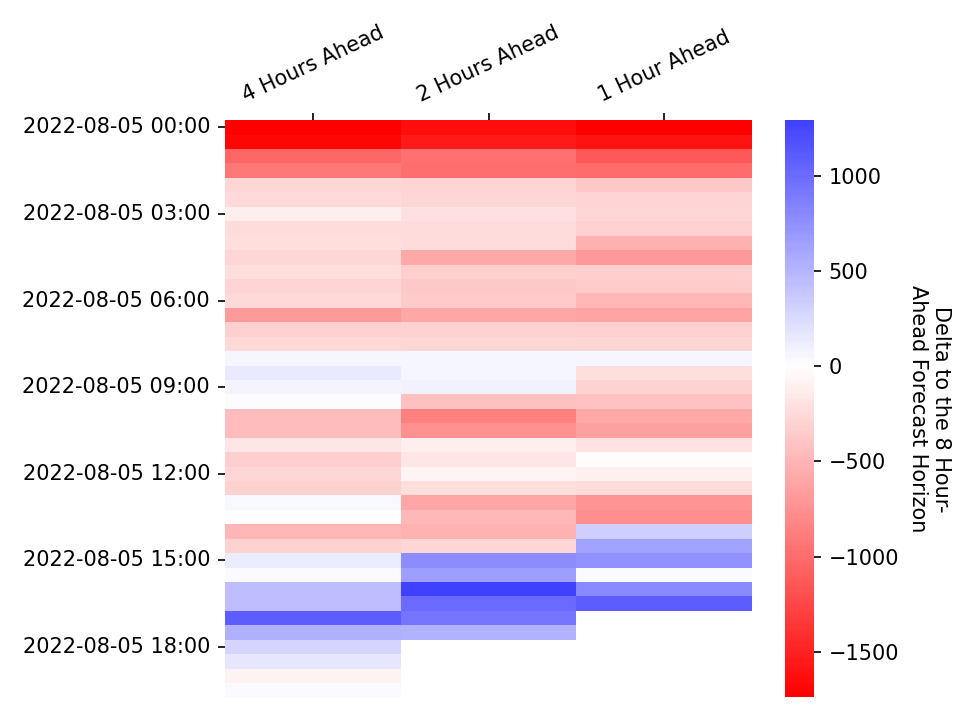 4 Hours Ahead
2 Hours Ahead
1 Hour Ahead
2022-08-05 00:00
2022-08-05 03:00
2022-08-05 06:00
2022-08-05 09:00
2022-08-05 12:00
2022-08-05 15:00
2022-08-05 18:00
1000
500
0
−500
−1000
−1500
Delta to the 8 Hour-
Ahead Forecast Horizon